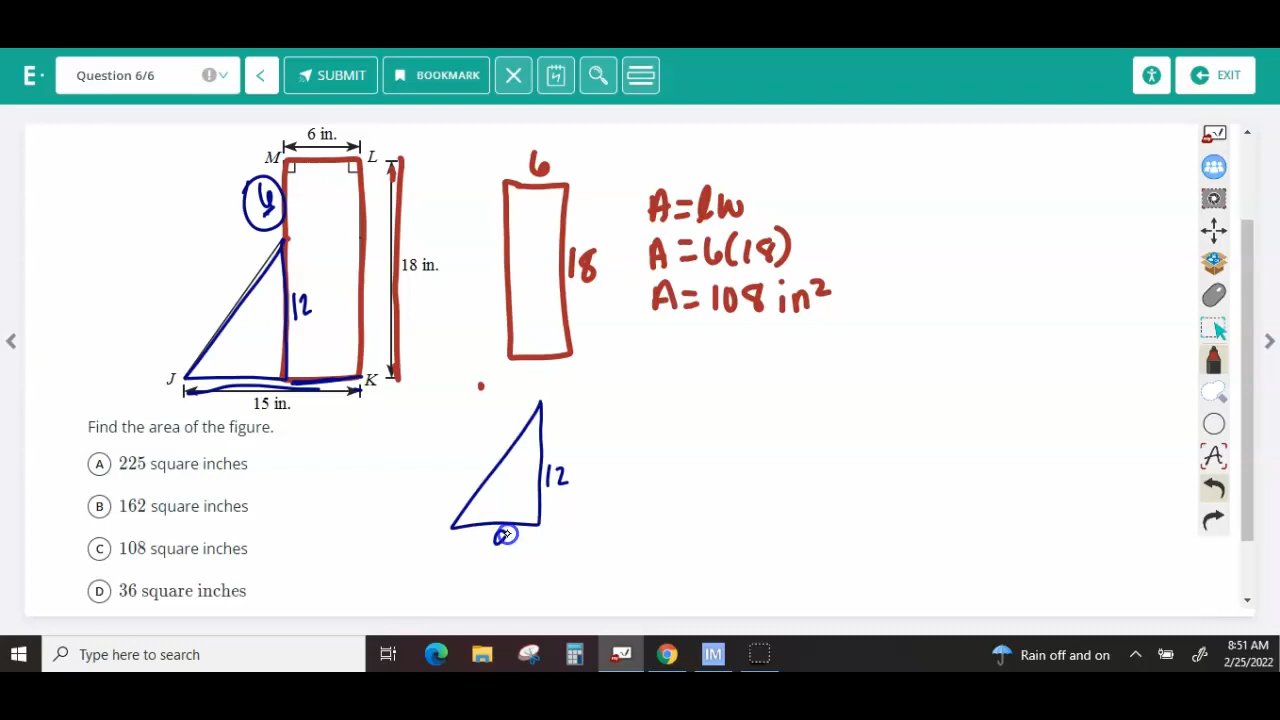 E
Question 6/6
SUBMIT
BOOKMARK
EXIT
6 in.
M
L
6
18 in.
12
J
K
15 in.
6
18
A = lw
A = 6(18)
A = 108 in²
12
Find the area of the figure.
A 225 square inches
B 162 square inches
C 108 square inches
D 36 square inches
Type here to search
IM
Rain off and on
8:51 AM
2/25/2022